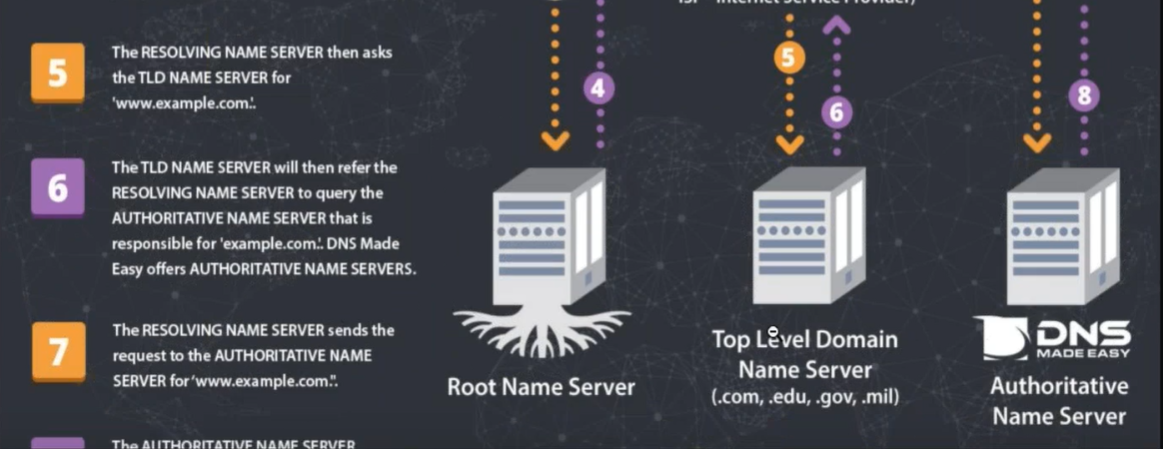 ISP - Internet Service Provider)
5
The RESOLVING NAME SERVER then asks
the TLD NAME SERVER for
'www.example.com.'.
6
The TLD NAME SERVER will then refer the
RESOLVING NAME SERVER to query the
AUTHORITATIVE NAME SERVER that is
responsible for 'example.com.'. DNS Made
Easy offers AUTHORITATIVE NAME SERVERS.
7
The RESOLVING NAME SERVER sends the
request to the AUTHORITATIVE NAME
SERVER for 'www.example.com.".
The AUTHORITATIVE NAME SERVER
4
5
6
8
Root Name Server
Top Level Domain
Name Server
(.com, .edu, .gov, .mil)
DNS
MADE EASY
Authoritative
Name Server